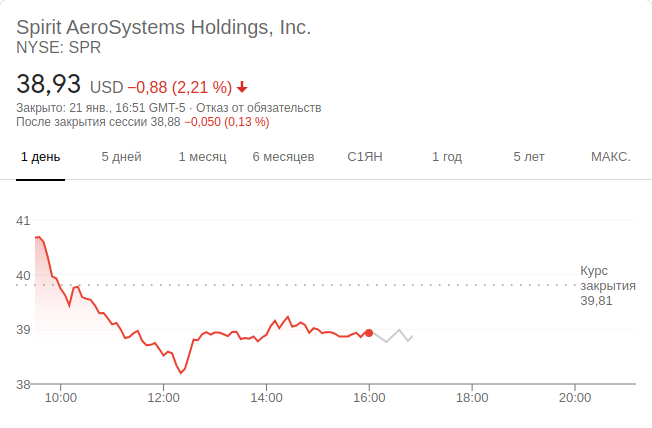 Spirit AeroSystems Holdings, Inc.
NYSE: SPR
38,93 USD −0,88 (2,21 %)
Закрыто: 21 янв., 16:51 GMT-5 · Отказ от обязательств
После закрытия сессии 38,88 −0,050 (0,13 %)
1 день 5 дней 1 месяц 6 месяцев С1ЯН 1 год 5 лет МАКС.
41
40
39
38
Курс
закрытия
39,81
10:00 12:00 14:00 16:00 18:00 20:00